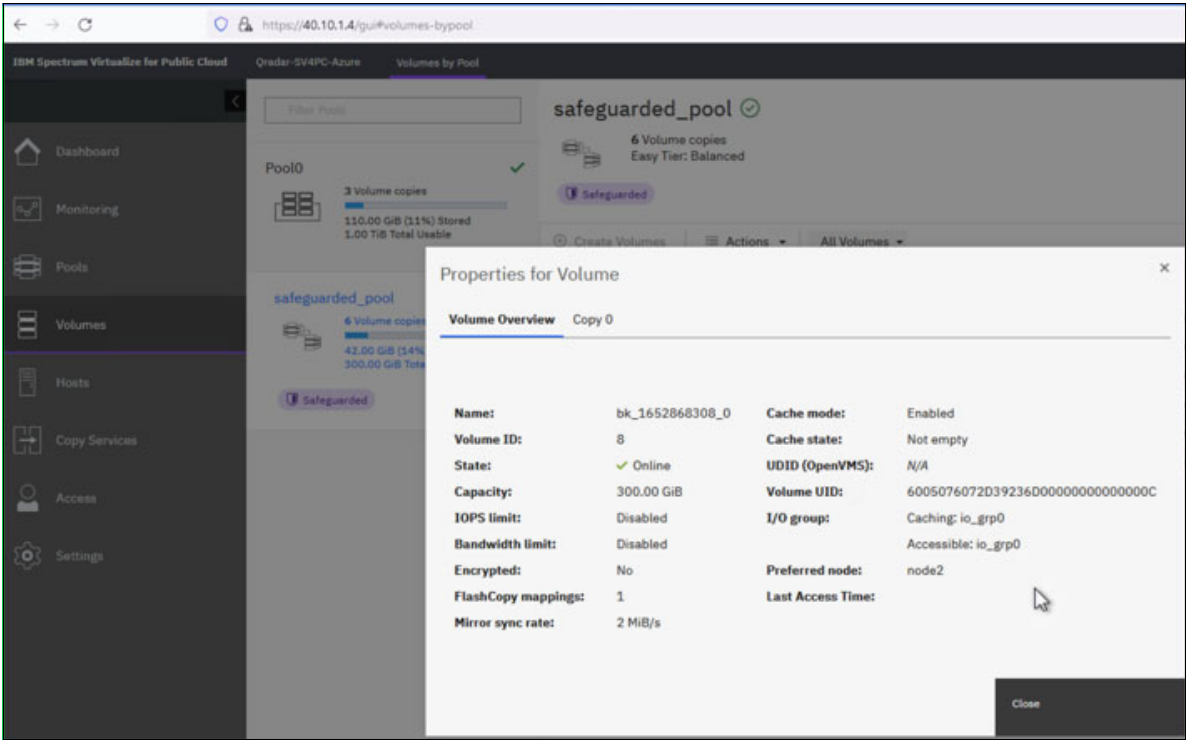 https://40.10.1.4/gui#volumes-bypool
IBM Spectrum Virtualize for Public Cloud Qradar-SV4PC-Azure Volumes by Pool
Filter Pools
safeguarded_pool
6 Volume copies
Easy Tier: Balanced
Safeguarded
Create Volumes Actions All Volumes
Dashboard
Monitoring
Pools
Volumes
Hosts
Copy Services
Access
Settings
Pool0
3 Volume copies
110.00 GiB (11%) Stored
1.00 TiB Total Usable
safeguarded_pool
6 Volume copies
42.00 GiB (14%
300.00 GiB Tota
Safeguarded
Properties for Volume
Volume Overview Copy 0
Name: bk_1652868308_0 Cache mode: Enabled
Volume ID: 8 Cache state: Not empty
State: Online UDID (OpenVMS): N/A
Capacity: 300.00 GiB Volume UID: 6005076072D39236D00000000000000C
IOPS limit: Disabled I/O group: Caching: io_grp0
Bandwidth limit: Disabled Accessible: io_grp0
Encrypted: No Preferred node: node2
FlashCopy mappings: 1 Last Access Time:
Mirror sync rate: 2 MiB/s
Close